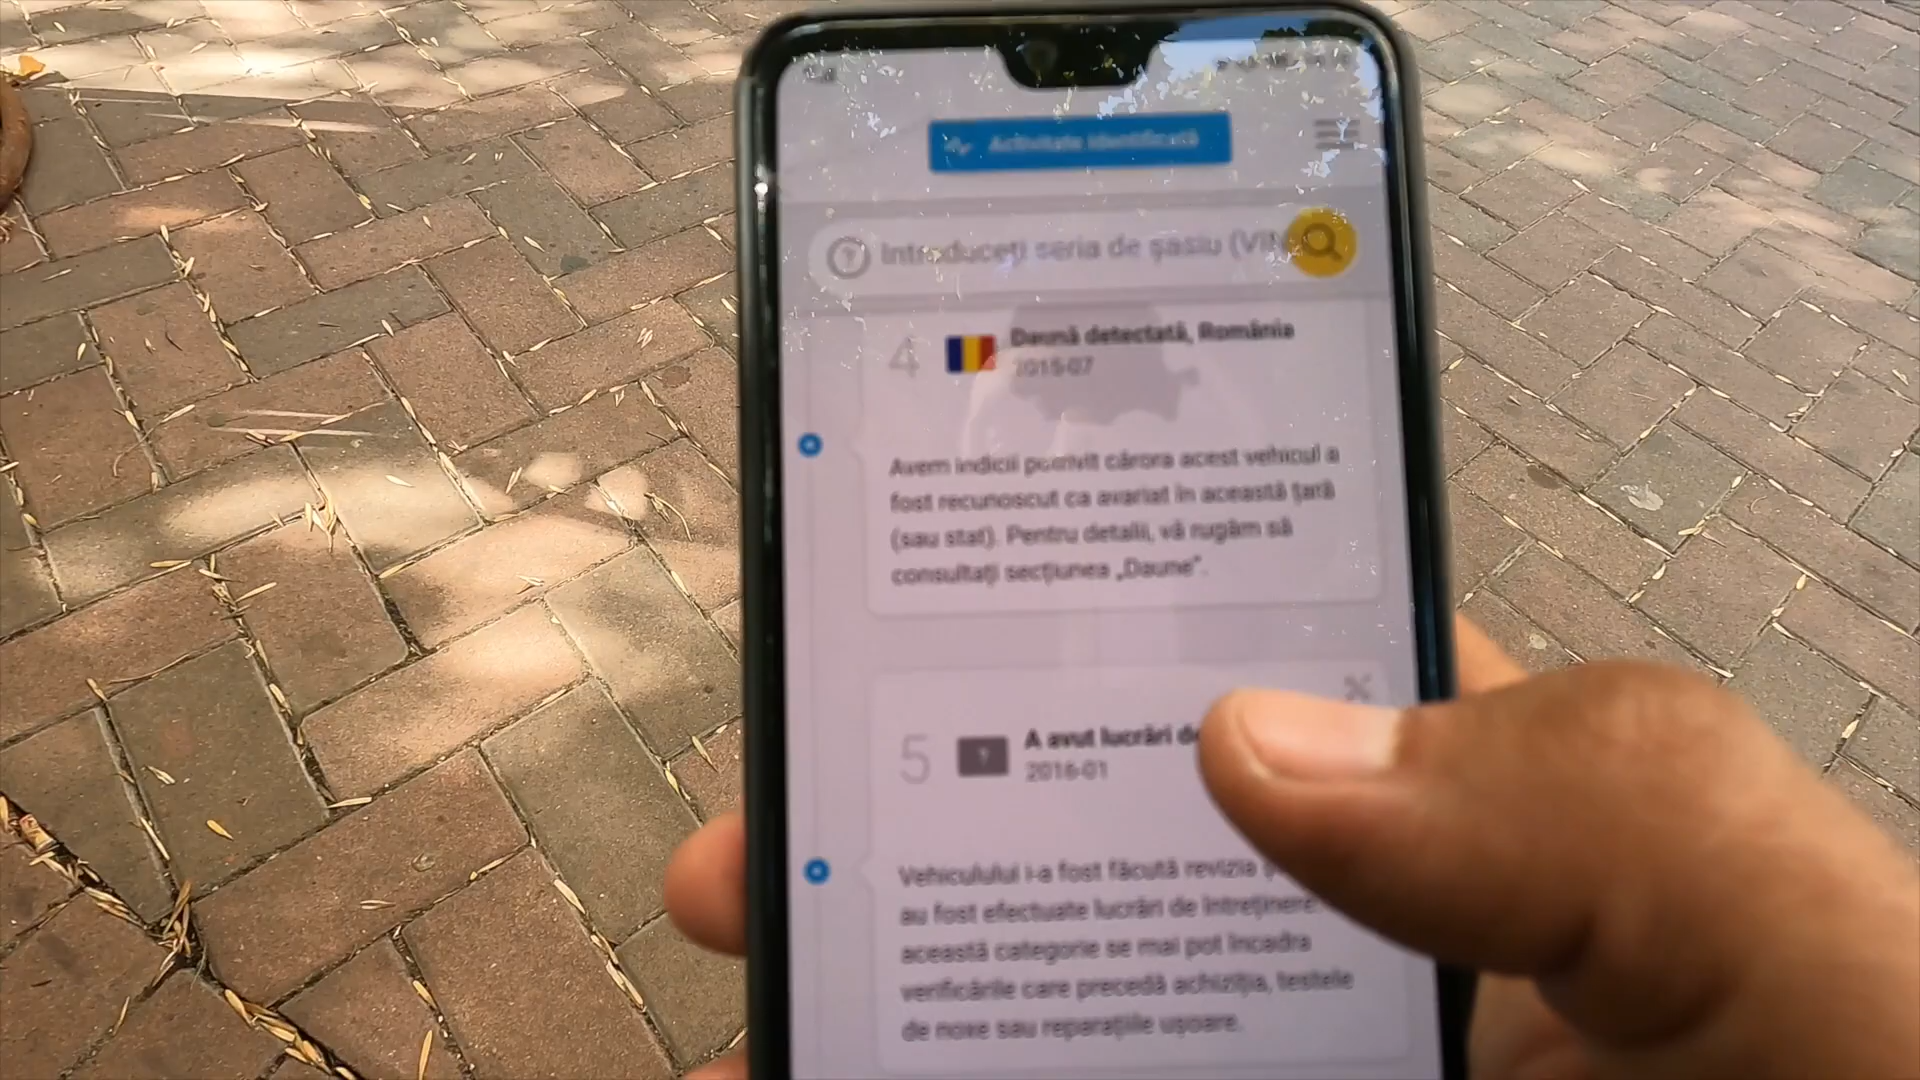 Activitate identificată
? Introduceți seria de șasiu (VIN
4 Daună detectată, România
2015-07
Avem indicii potrivit cărora acest vehicul a
fost recunoscut ca avariat în această țară
(sau stat). Pentru detalii, vă rugăm să
consultați secțiunea „Daune”.
5 ? A avut lucrări de
2016-01
Vehiculului i-a fost făcută revizia
au fost efectuate lucrări de întreținere.
această categorie se mai pot încadra
verificările care precedă achiziția, testele
de noxe sau reparațiile ușoare.